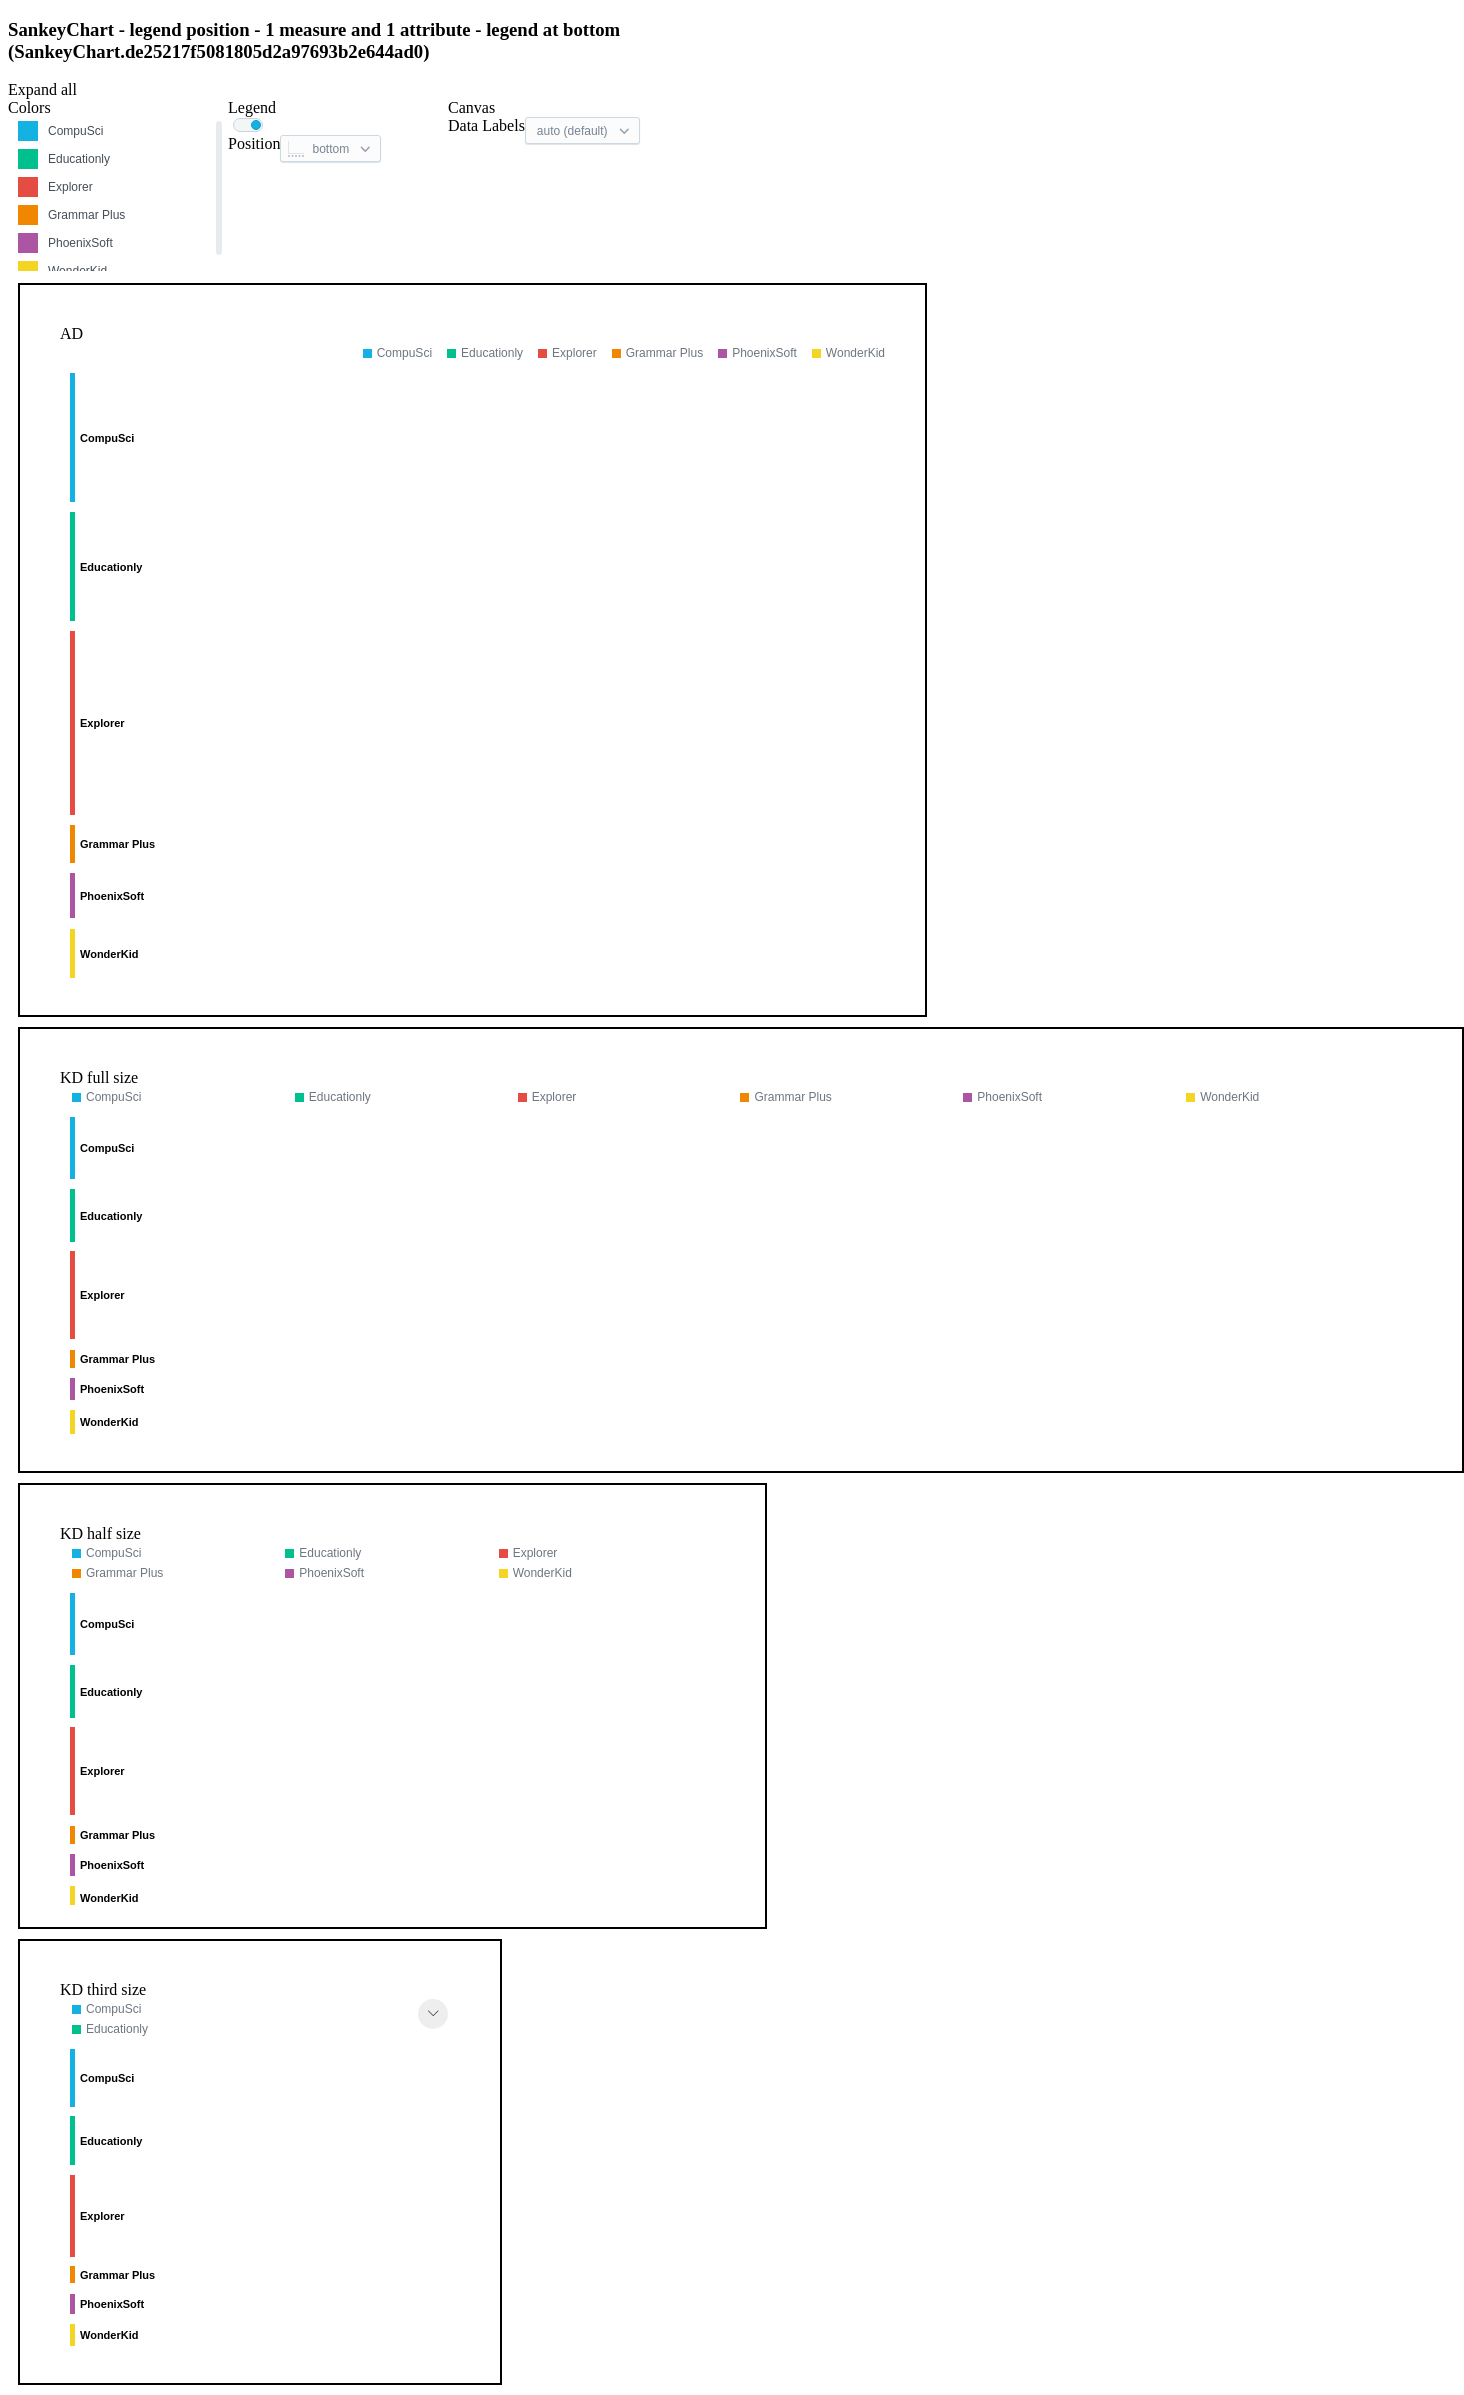 SankeyChart - legend position - 1 measure and 1 attribute - legend at bottom
(SankeyChart.de25217f5081805d2a97693b2e644ad0)
Expand all
Colors
CompuSci
Educationly
Explorer
Grammar Plus
PhoenixSoft
WonderKid
Legend
Position bottom
Canvas
Data Labels auto (default)
AD
CompuSci Educationly Explorer Grammar Plus PhoenixSoft WonderKid
CompuSci
Educationly
Explorer
Grammar Plus
PhoenixSoft
WonderKid
KD full size
CompuSci Educationly Explorer Grammar Plus PhoenixSoft WonderKid
CompuSci
Educationly
Explorer
Grammar Plus
PhoenixSoft
WonderKid
KD half size
CompuSci Educationly Explorer
Grammar Plus PhoenixSoft WonderKid
CompuSci
Educationly
Explorer
Grammar Plus
PhoenixSoft
WonderKid
KD third size
CompuSci
Educationly
CompuSci
Educationly
Explorer
Grammar Plus
PhoenixSoft
WonderKid